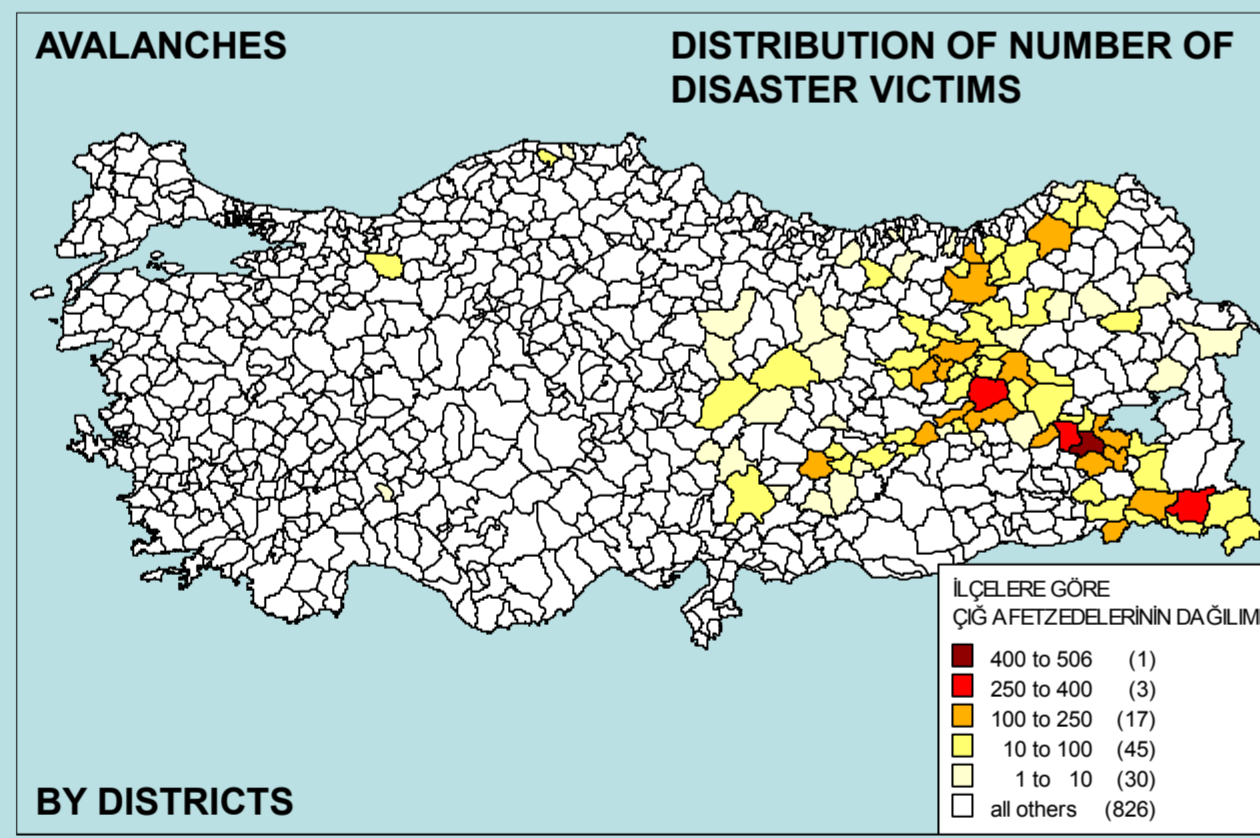 AVALANCHES
DISTRIBUTION OF NUMBER OF
DISASTER VICTIMS
İLÇELERE GÖRE
ÇIĞ AFETZEDELERİNİN DAĞILIMI
400 to 506 (1)
250 to 400 (3)
100 to 250 (17)
10 to 100 (45)
1 to 10 (30)
all others (826)
BY DISTRICTS